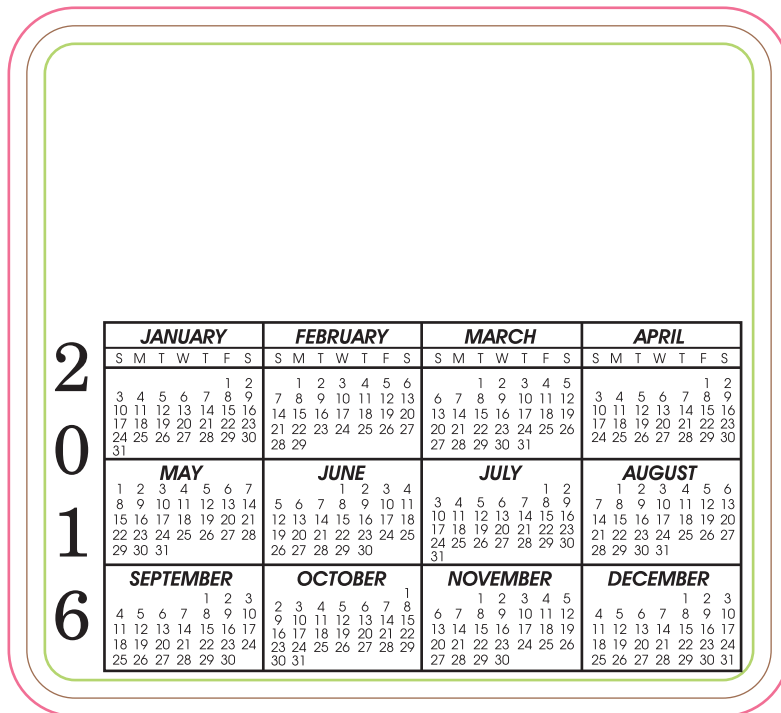 2016
JANUARY
S M T W T F S
1 2
3 4 5 6 7 8 9
10 11 12 13 14 15 16
17 18 19 20 21 22 23
24 25 26 27 28 29 30
31
FEBRUARY
S M T W T F S
1 2 3 4 5 6
7 8 9 10 11 12 13
14 15 16 17 18 19 20
21 22 23 24 25 26 27
28 29
MARCH
S M T W T F S
1 2 3 4 5
6 7 8 9 10 11 12
13 14 15 16 17 18 19
20 21 22 23 24 25 26
27 28 29 30 31
APRIL
S M T W T F S
1 2
3 4 5 6 7 8 9
10 11 12 13 14 15 16
17 18 19 20 21 22 23
24 25 26 27 28 29 30
MAY
1 2 3 4 5 6 7
8 9 10 11 12 13 14
15 16 17 18 19 20 21
22 23 24 25 26 27 28
29 30 31
JUNE
1 2 3 4
5 6 7 8 9 10 11
12 13 14 15 16 17 18
19 20 21 22 23 24 25
26 27 28 29 30
JULY
1 2
3 4 5 6 7 8 9
10 11 12 13 14 15 16
17 18 19 20 21 22 23
24 25 26 27 28 29 30
31
AUGUST
1 2 3 4 5 6
7 8 9 10 11 12 13
14 15 16 17 18 19 20
21 22 23 24 25 26 27
28 29 30 31
SEPTEMBER
1 2 3
4 5 6 7 8 9 10
11 12 13 14 15 16 17
18 19 20 21 22 23 24
25 26 27 28 29 30
OCTOBER
1
2 3 4 5 6 7 8
9 10 11 12 13 14 15
16 17 18 19 20 21 22
23 24 25 26 27 28 29
30 31
NOVEMBER
1 2 3 4 5
6 7 8 9 10 11 12
13 14 15 16 17 18 19
20 21 22 23 24 25 26
27 28 29 30
DECEMBER
1 2 3
4 5 6 7 8 9 10
11 12 13 14 15 16 17
18 19 20 21 22 23 24
25 26 27 28 29 30 31